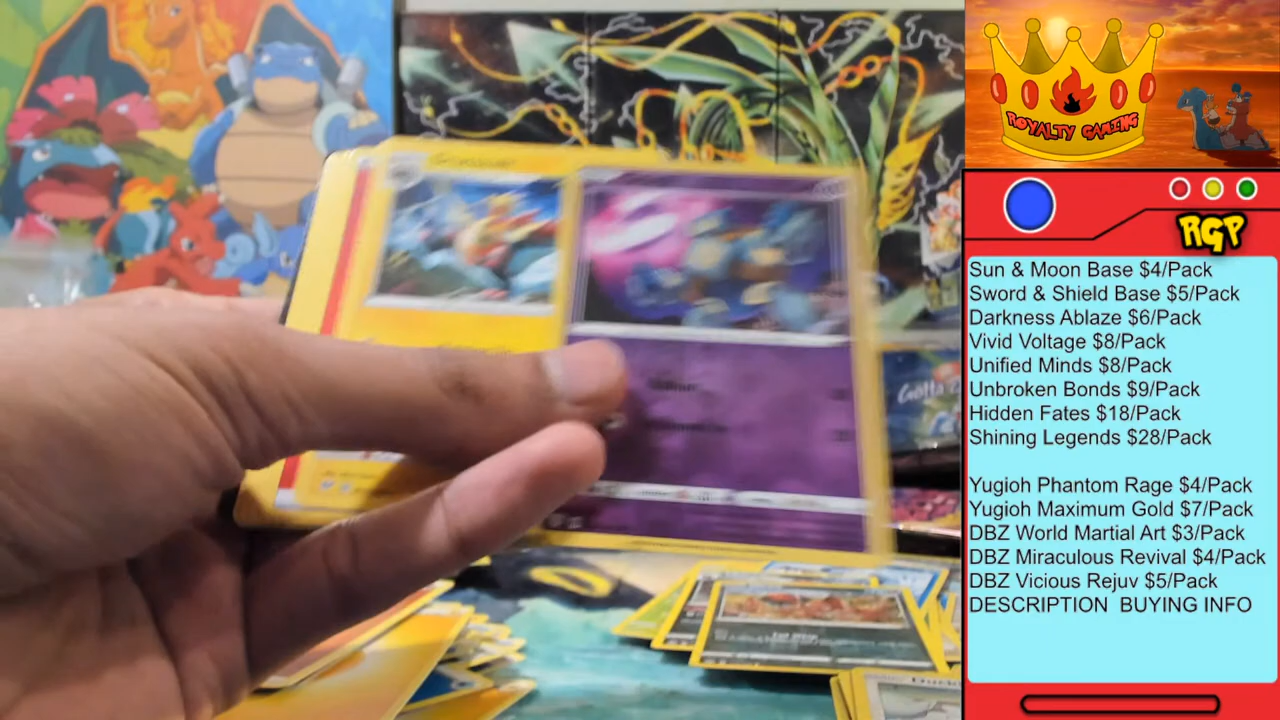 ROYALTY GAMING
RGP
Sun & Moon Base $4/Pack
Sword & Shield Base $5/Pack
Darkness Ablaze $6/Pack
Vivid Voltage $8/Pack
Unified Minds $8/Pack
Unbroken Bonds $9/Pack
Hidden Fates $18/Pack
Shining Legends $28/Pack
Yugioh Phantom Rage $4/Pack
Yugioh Maximum Gold $7/Pack
DBZ World Martial Art $3/Pack
DBZ Miraculous Revival $4/Pack
DBZ Vicious Rejuv $5/Pack
DESCRIPTION BUYING INFO
Gotta